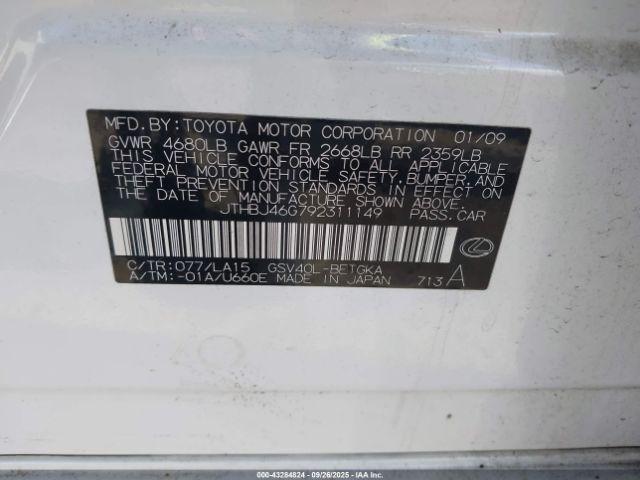 MFD.BY:TOYOTA MOTOR CORPORATION 01/09
GVWR 4680LB GAWR FR 2668LB RR 2359LB
THIS VEHICLE CONFORMS TO ALL APPLICABLE
FEDERAL MOTOR VEHICLE SAFETY,BUMPER,AND
THEFT PREVENTION STANDARDS IN EFFECT ON
THE DATE OF MANUFACTURE SHOWN ABOVE.
JTHBJ46G792311149 PASS.CAR
C/TR:077/LA15 GSV40L-BETGKA
A/TM:-01A/U660E MADE IN JAPAN 713 A
000-43284824 - 09/26/2025 - IAA, Inc.